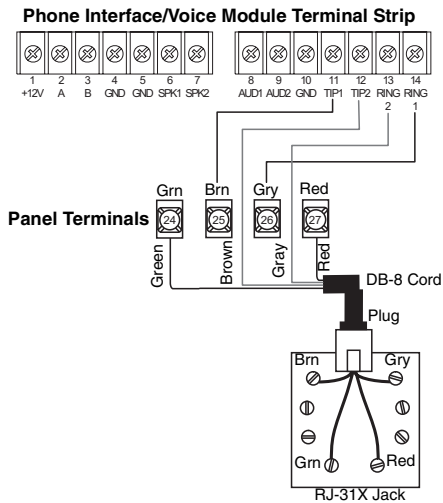 Phone Interface/Voice Module Terminal Strip
1 2 3 4 5 6 7 8 9 10 11 12 13 14
+12V A B GND GND SPK1 SPK2 AUD1 AUD2 GND TIP1 TIP2 RING RING
2 1
Grn Brn Gry Red
Panel Terminals 24 25 26 27
Green Brown Gray Red
DB-8 Cord
Plug
Brn Gry
Grn Red
RJ-31X Jack